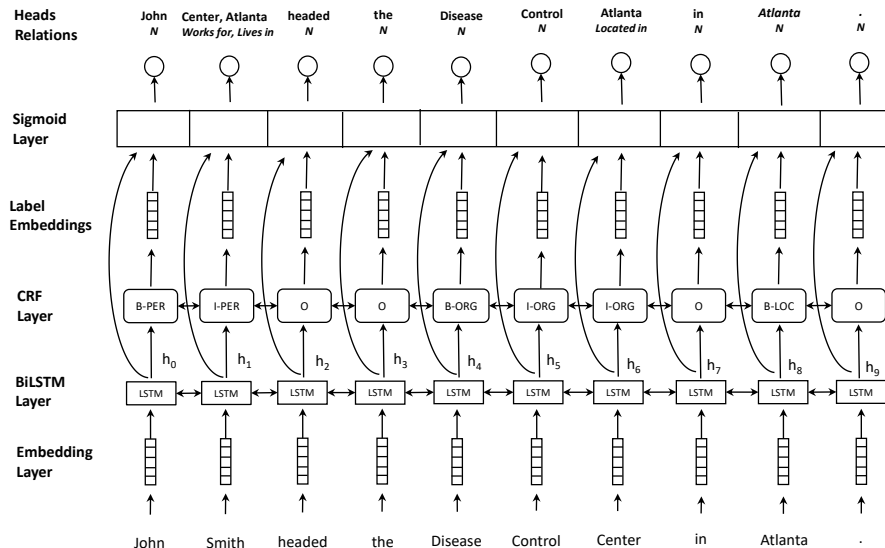 Heads John Center, Atlanta headed the Disease Control Atlanta in Atlanta .
Relations N Works for, Lives in N N N N Located in N N N
Sigmoid
Layer
Label
Embeddings
CRF
Layer
B-PER I-PER O O B-ORG I-ORG I-ORG O B-LOC O
h0 h1 h2 h3 h4 h5 h6 h7 h8 h9
BiLSTM
Layer
LSTM LSTM LSTM LSTM LSTM LSTM LSTM LSTM LSTM LSTM
Embedding
Layer
John Smith headed the Disease Control Center in Atlanta .